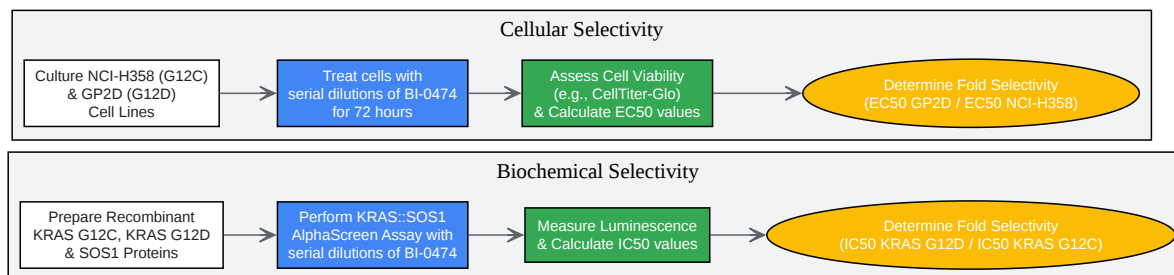 Cellular Selectivity
Culture NCI-H358 (G12C)
& GP2D (G12D)
Cell Lines
Treat cells with
serial dilutions of BI-0474
for 72 hours
Assess Cell Viability
(e.g., CellTiter-Glo)
& Calculate EC50 values
Determine Fold Selectivity
(EC50 GP2D / EC50 NCI-H358)
Biochemical Selectivity
Prepare Recombinant
KRAS G12C, KRAS G12D
& SOS1 Proteins
Perform KRAS::SOS1
AlphaScreen Assay with
serial dilutions of BI-0474
Measure Luminescence
& Calculate IC50 values
Determine Fold Selectivity
(IC50 KRAS G12D / IC50 KRAS G12C)